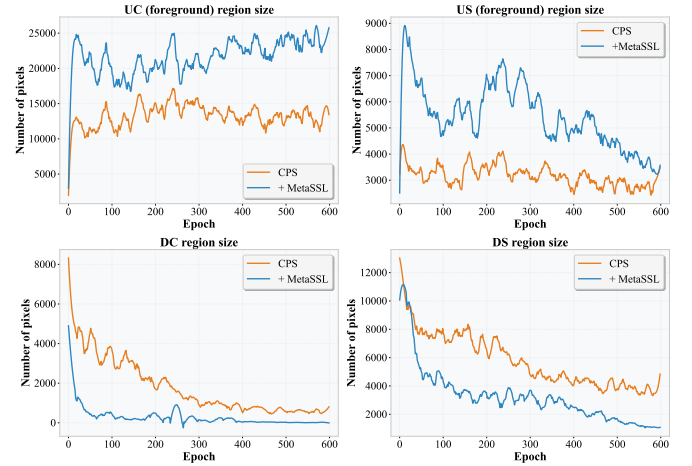 UC (foreground) region size
25000
20000
15000
10000
5000
Number of pixels
0 100 200 300 400 500 600
Epoch
CPS
+ MetaSSL
US (foreground) region size
9000
8000
7000
6000
5000
4000
3000
Number of pixels
0 100 200 300 400 500 600
Epoch
CPS
+MetaSSL
DC region size
8000
6000
4000
2000
0
Number of pixels
0 100 200 300 400 500 600
Epoch
CPS
+ MetaSSL
DS region size
12000
10000
8000
6000
4000
2000
Number of pixels
0 100 200 300 400 500 600
Epoch
CPS
+ MetaSSL